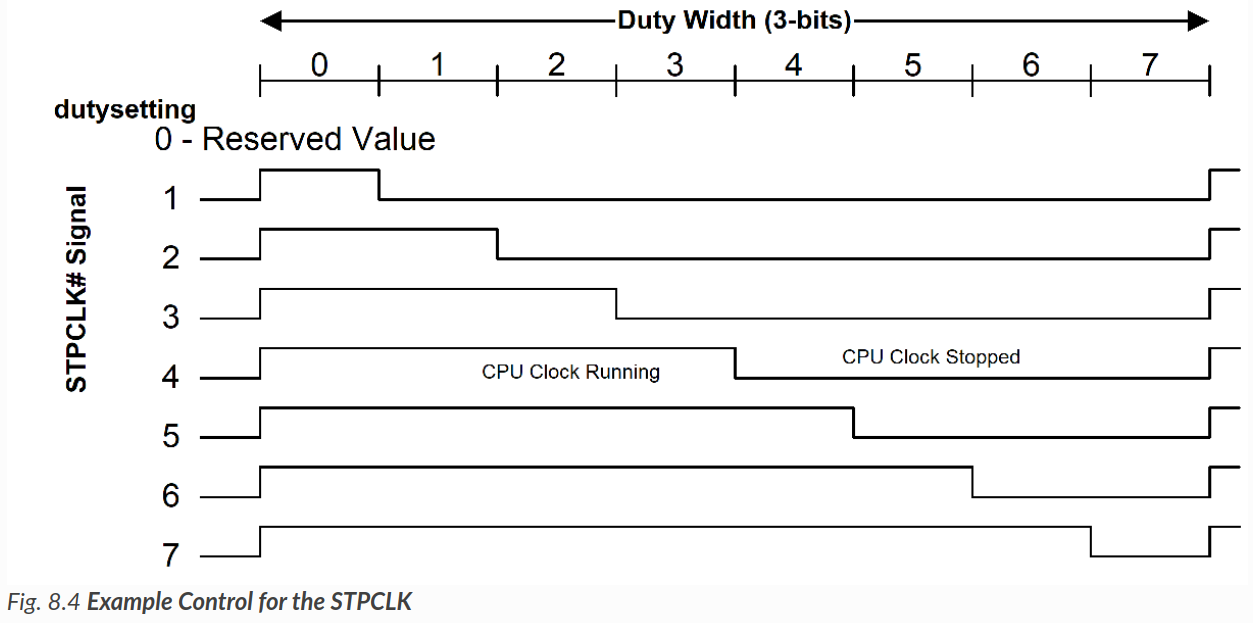 Duty Width (3-bits)
0 1 2 3 4 5 6 7
dutysetting
0 - Reserved Value
STPCLK# Signal
1
2
3
4 CPU Clock Running CPU Clock Stopped
5
6
7
Fig. 8.4 Example Control for the STPCLK